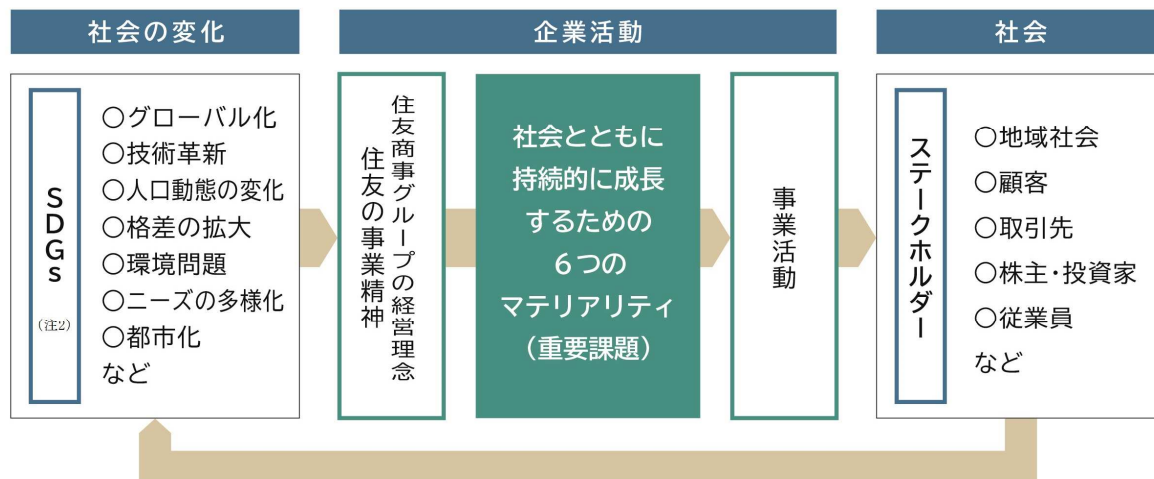 社会の変化
SDGs
(注2)
○グローバル化
○技術革新
○人口動態の変化
○格差の拡大
○環境問題
○ニーズの多様化
○都市化
など
企業活動
住友商事グループの経営理念
住友の事業精神
社会とともに
持続的に成長
するための
6つの
マテリアリティ
(重要課題)
事業活動
社会
ステークホルダー
○地域社会
○顧客
○取引先
○株主・投資家
○従業員
など